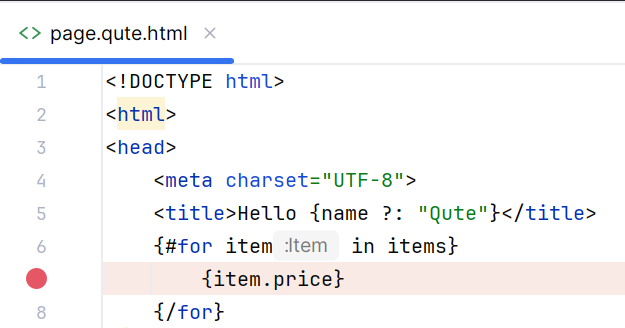 page.qute.html
1 <!DOCTYPE html>
2 <html>
3 <head>
4 <meta charset="UTF-8">
5 <title>Hello {name ?: "Qute"}</title>
6 {#for item :Item in items}
{item.price}
8 {/for}